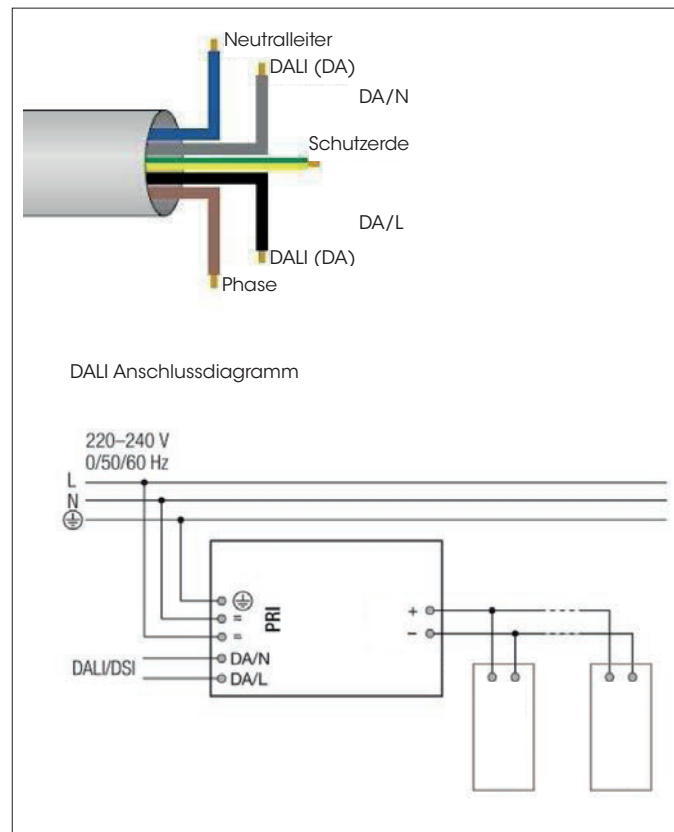 Neutralleiter
DALI (DA)
DA/N
Schutzerde
DA/L
DALI (DA)
Phase
DALI Anschlussdiagramm
220–240 V
0/50/60 Hz
L
N
PRI
=
=
DA/N
DALI/DSI
DA/L
+
−